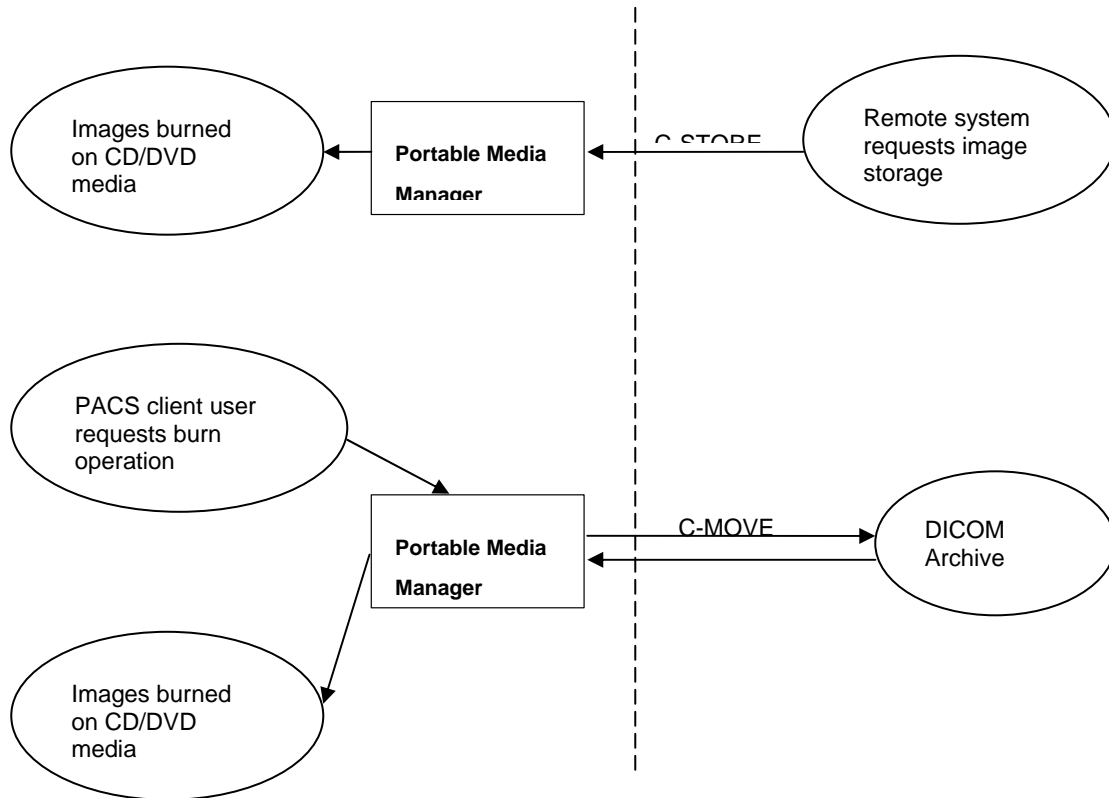 Images burned
on CD/DVD
media
Portable Media
Manager
C-STORE
Remote system
requests image
storage
PACS client user
requests burn
operation
Portable Media
Manager
C-MOVE
DICOM
Archive
Images burned
on CD/DVD
media